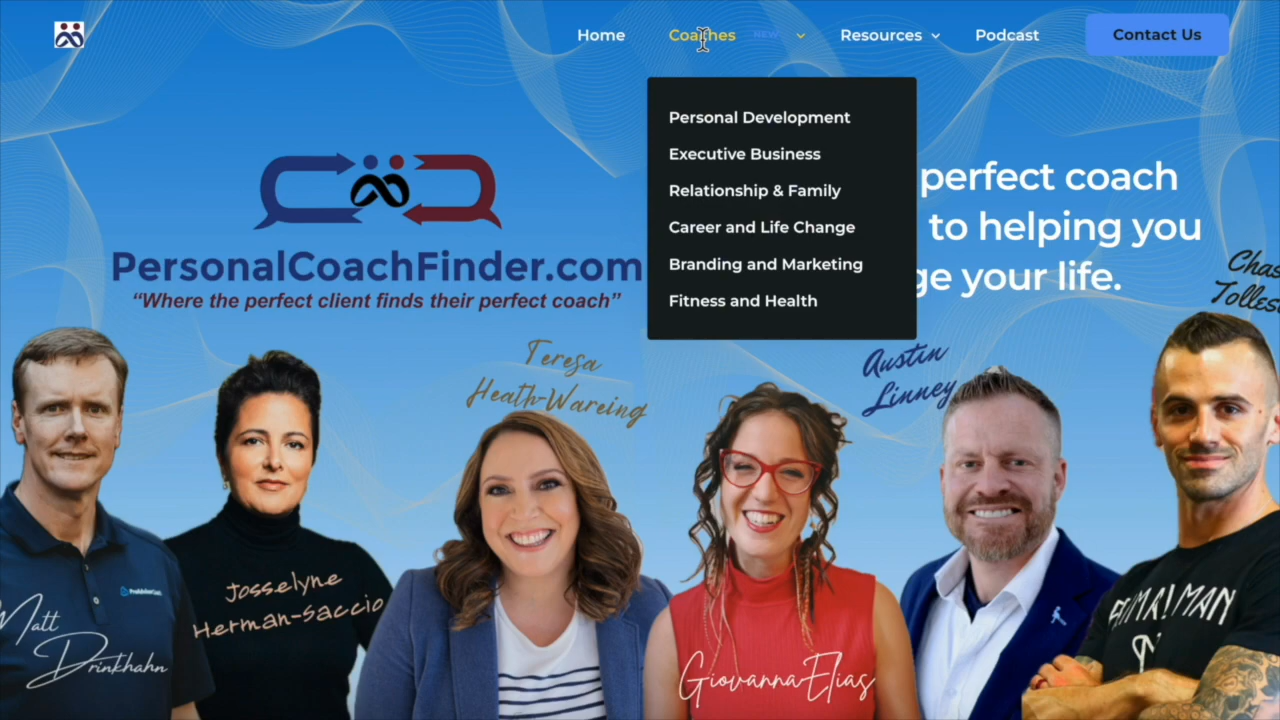 Home
Coaches NEW
Resources
Podcast
Contact Us
Personal Development
Executive Business
Relationship & Family
Career and Life Change
Branding and Marketing
Fitness and Health
PersonalCoachFinder.com
“Where the perfect client finds their perfect coach”
perfect coach
to helping you
ge your life.
Teresa
Heath-Wareing
Austin
Linney
Josselyne
Herman-Saccio
Matt
Drinkhahn
GiovannaElias